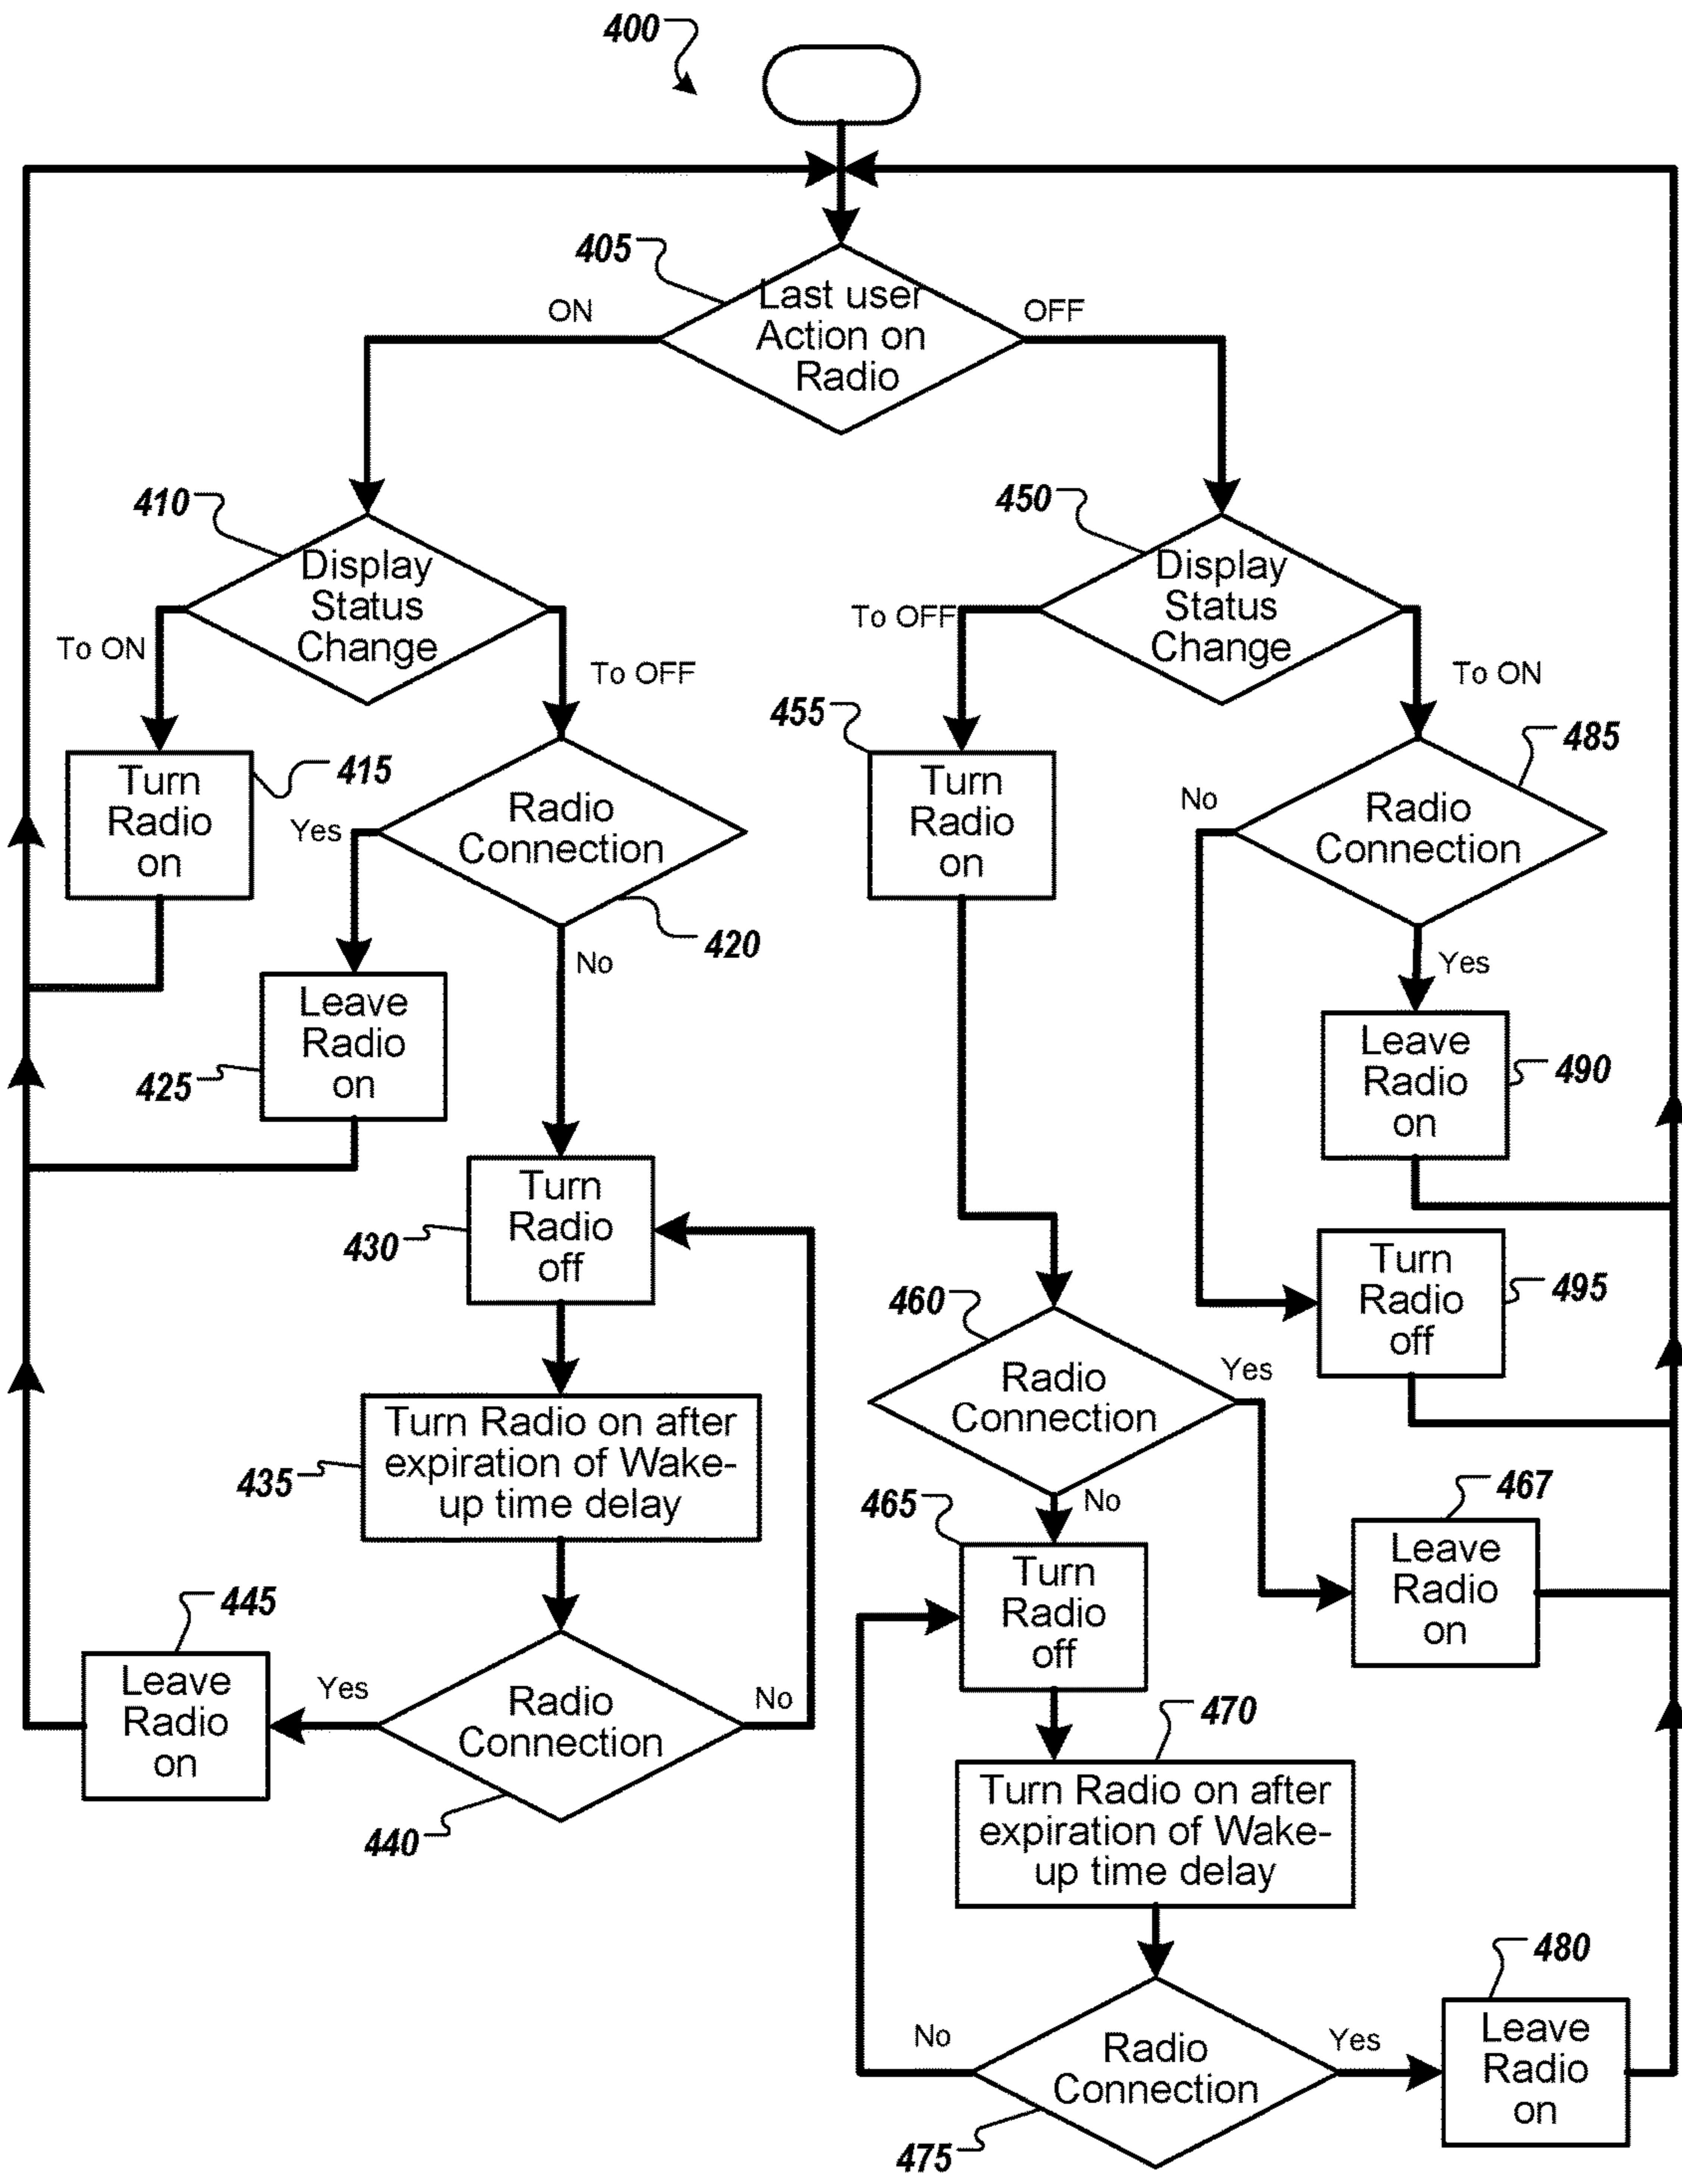 400
405
Last user
Action on
Radio
ON
OFF
410
Display
Status
Change
To ON
To OFF
450
Display
Status
Change
To OFF
To ON
415
Turn
Radio
on
420
Radio
Connection
Yes
No
455
Turn
Radio
on
485
Radio
Connection
No
Yes
425
Leave
Radio
on
490
Leave
Radio
on
430
Turn
Radio
off
495
Turn
Radio
off
435
Turn Radio on after
expiration of Wake-
up time delay
460
Radio
Connection
Yes
No
467
Leave
Radio
on
465
Turn
Radio
off
445
Leave
Radio
on
Yes
440
Radio
Connection
No
470
Turn Radio on after
expiration of Wake-
up time delay
475
Radio
Connection
No
Yes
480
Leave
Radio
on